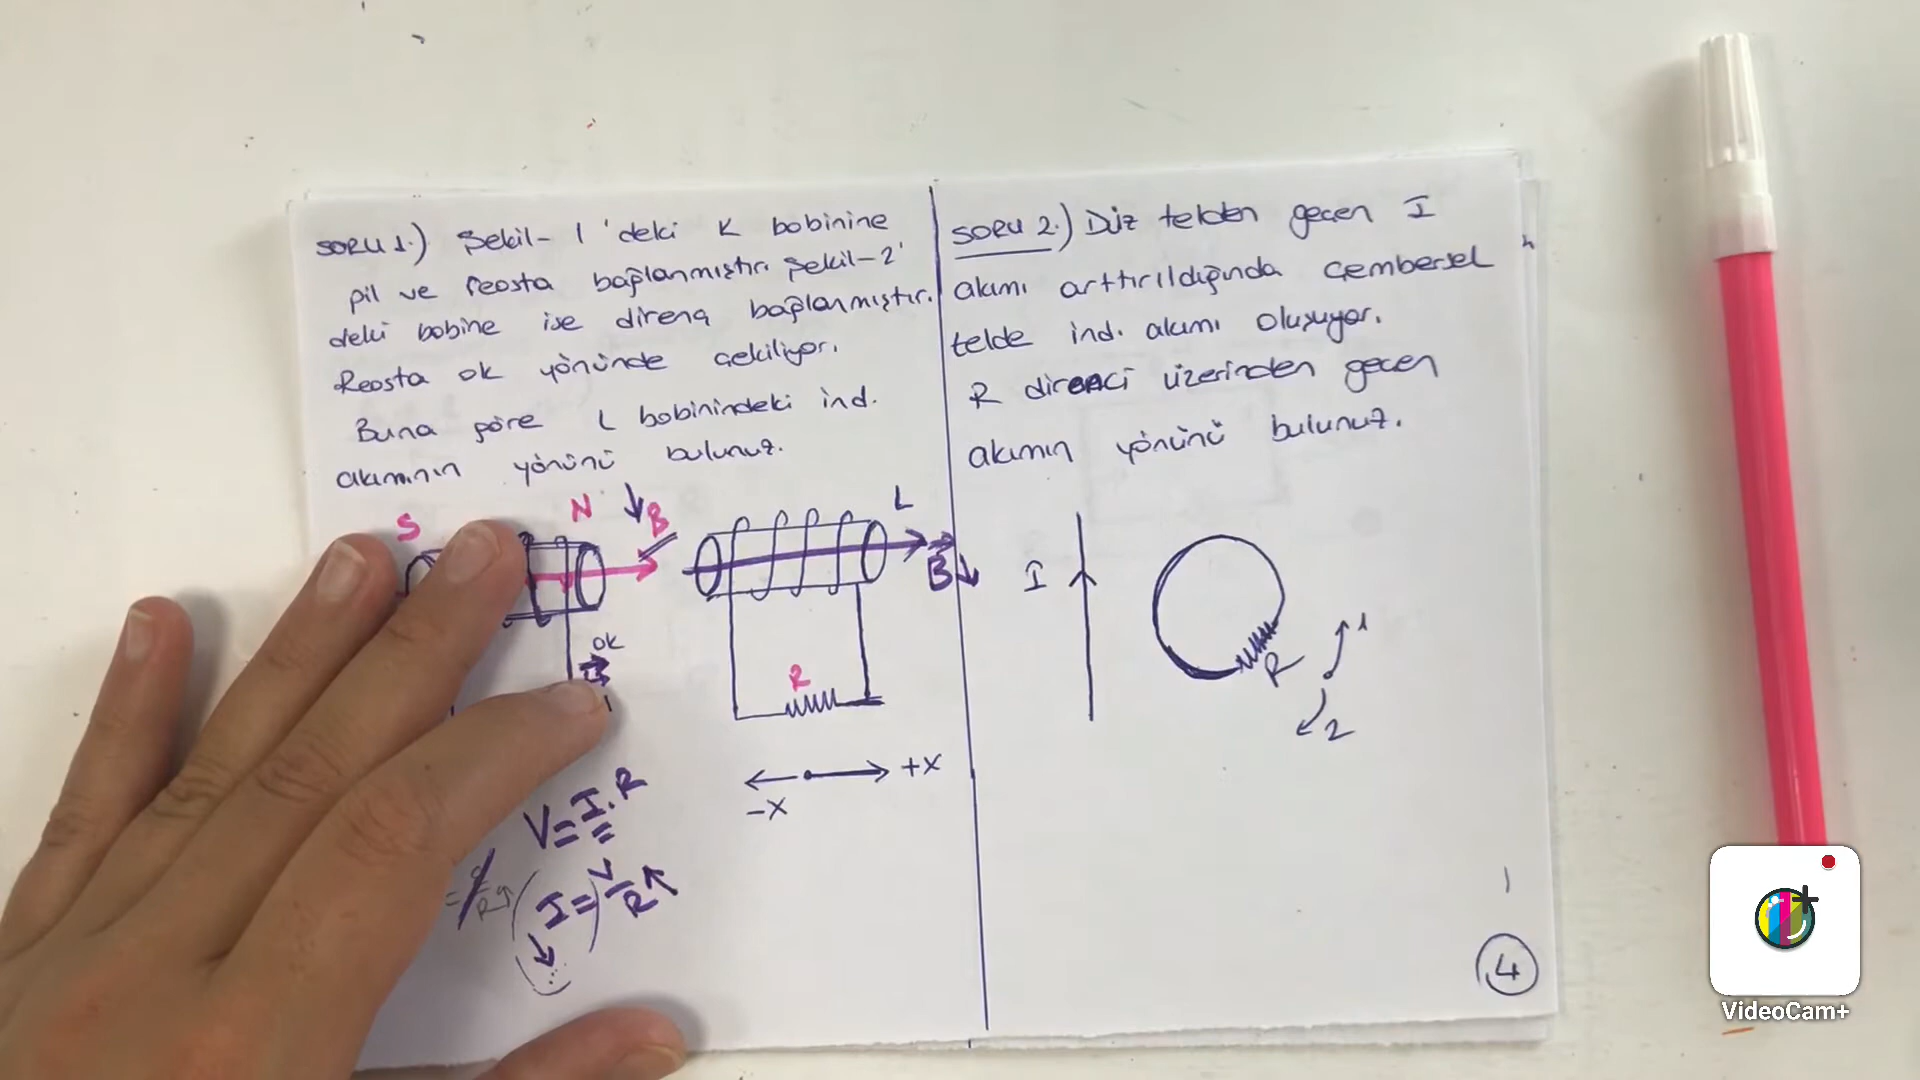 SORU 1.) Şekil-1'deki K bobinine
pil ve reosta bağlanmıştır. Şekil-2'
deki bobine ise direnç bağlanmıştır.
Reosta ok yönünde çekiliyor.
Buna göre L bobinindeki ind.
akımının yönünü bulunuz.
S
N
B
L
B
OK
R
-X
+X
V=I.R
I=V/R
SORU 2.) Düz telden geçen I
akımı arttırıldığında çembersel
telde ind. akımı oluşuyor.
R direnci üzerinden geçen
akımın yönünü bulunuz.
I
R
1
2
4
VideoCam+